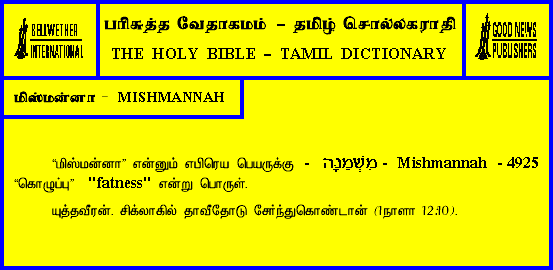 BELLWETHER
INTERNATIONAL
பரிசுத்த வேதாகமம் – தமிழ் சொல்லகராதி
THE HOLY BIBLE – TAMIL DICTIONARY
GOOD NEWS
PUBLISHERS
மிஸ்மன்னா – MISHMANNAH
“மிஸ்மன்னா” என்னும் எபிரெய பெயருக்கு - מִשְׁמַנָּה - Mishmannah - 4925
“கொழுப்பு” "fatness" என்று பொருள்.
யுத்தவீரன். சிக்லாகில் தாவீதோடு சேர்ந்துகொண்டான் (1நாளா 12:10).